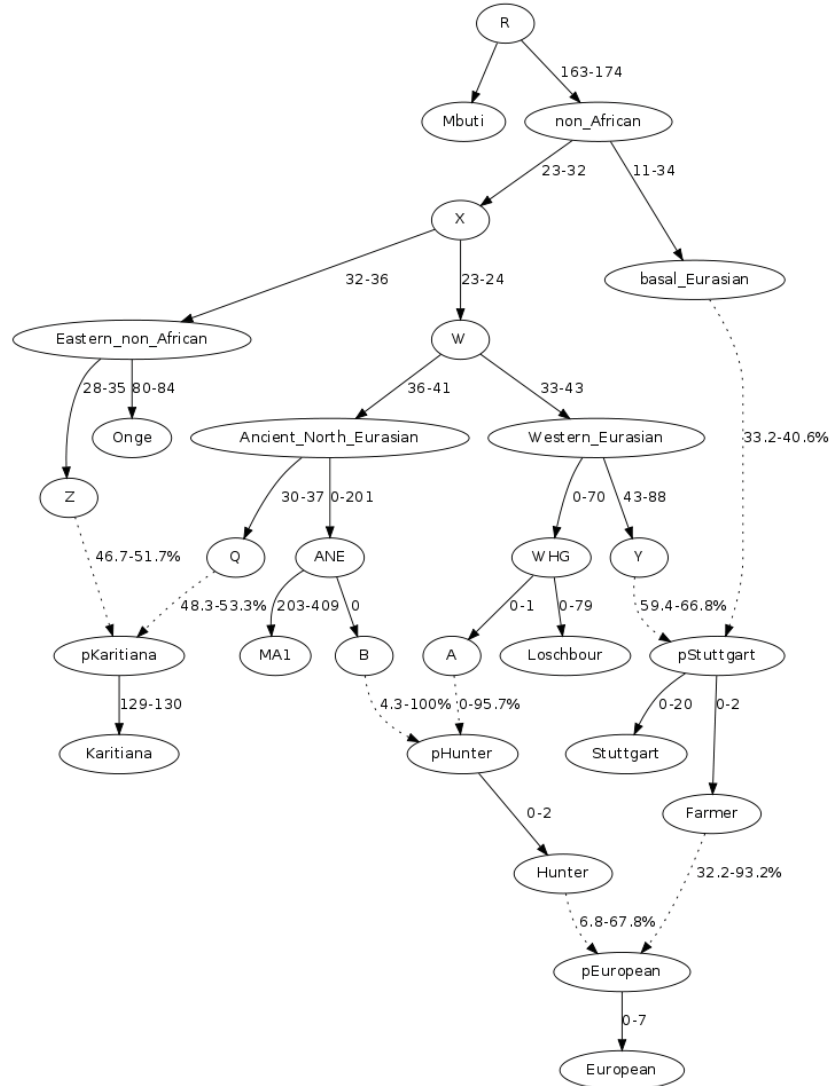 R
163-174
Mbuti
non_African
23-32
11-34
X
32-36
23-24
basal_Eurasian
Eastern_non_African
W
28-35
80-84
36-41
33-43
Onge
Ancient_North_Eurasian
Western_Eurasian
33.2-40.6%
Z
30-37
0-201
0-70
43-88
46.7-51.7%
Q
ANE
WHG
Y
48.3-53.3%
203-409
0
0-1
0-79
59.4-66.8%
pKaritiana
MA1
B
A
Loschbour
pStuttgart
129-130
4.3-100%
0-95.7%
0-20
0-2
Karitiana
pHunter
Stuttgart
0-2
Farmer
Hunter
32.2-93.2%
6.8-67.8%
pEuropean
0-7
European